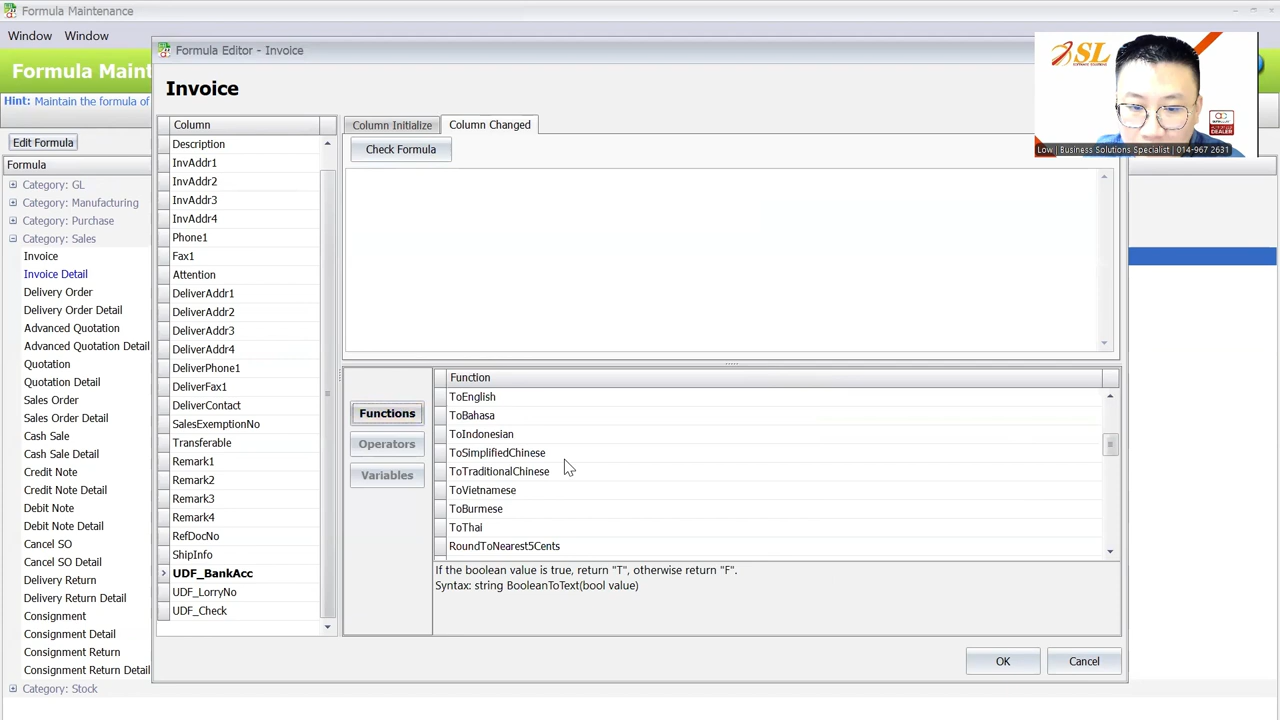 Formula Maintenance
Window Window
Formula Maint
Hint: Maintain the formula of
Edit Formula
Formula
Category: GL
Category: Manufacturing
Category: Purchase
Category: Sales
Invoice
Invoice Detail
Delivery Order
Delivery Order Detail
Advanced Quotation
Advanced Quotation Detail
Quotation
Quotation Detail
Sales Order
Sales Order Detail
Cash Sale
Cash Sale Detail
Credit Note
Credit Note Detail
Debit Note
Debit Note Detail
Cancel SO
Cancel SO Detail
Delivery Return
Delivery Return Detail
Consignment
Consignment Detail
Consignment Return
Consignment Return Detail
Category: Stock
Formula Editor - Invoice
Invoice
Column
Description
InvAddr1
InvAddr2
InvAddr3
InvAddr4
Phone1
Fax1
Attention
DeliverAddr1
DeliverAddr2
DeliverAddr3
DeliverAddr4
DeliverPhone1
DeliverFax1
DeliverContact
SalesExemptionNo
Transferable
Remark1
Remark2
Remark3
Remark4
RefDocNo
ShipInfo
UDF_BankAcc
UDF_LorryNo
UDF_Check
Column Initialize Column Changed
Check Formula
Functions
Operators
Variables
Function
ToEnglish
ToBahasa
ToIndonesian
ToSimplifiedChinese
ToTraditionalChinese
ToVietnamese
ToBurmese
ToThai
RoundToNearest5Cents
If the boolean value is true, return "T", otherwise return "F".
Syntax: string BooleanToText(bool value)
OK Cancel
SL
Low | Business Solutions Specialist | 014-967 2631